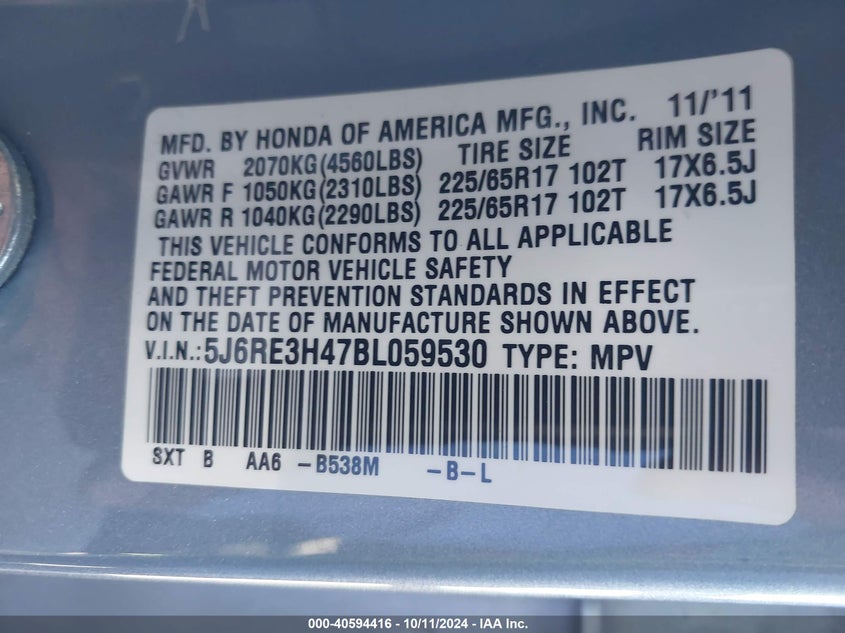 MFD. BY HONDA OF AMERICA MFG., INC. 11/'11
GVWR 2070KG(4560LBS) TIRE SIZE RIM SIZE
GAWR F 1050KG(2310LBS) 225/65R17 102T 17X6.5J
GAWR R 1040KG(2290LBS) 225/65R17 102T 17X6.5J
THIS VEHICLE CONFORMS TO ALL APPLICABLE
FEDERAL MOTOR VEHICLE SAFETY
AND THEFT PREVENTION STANDARDS IN EFFECT
ON THE DATE OF MANUFACTURE SHOWN ABOVE.
V.I.N.:5J6RE3H47BL059530 TYPE: MPV
SXT B AA6 -B538M -B-L
000-40594416 - 10/11/2024 - IAA Inc.